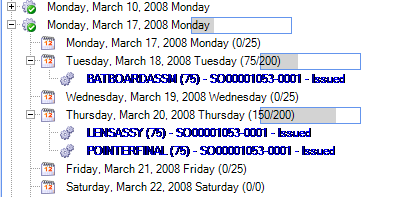 Monday, March 10, 2008 Monday
Monday, March 17, 2008 Monday
Monday, March 17, 2008 Monday (0/25)
Tuesday, March 18, 2008 Tuesday (75/200)
BATBOARDASSM (75) - SO00001053-0001 - Issued
Wednesday, March 19, 2008 Wednesday (0/25)
Thursday, March 20, 2008 Thursday (150/200)
LENSASSY (75) - SO00001053-0001 - Issued
POINTERFINAL (75) - SO00001053-0001 - Issued
Friday, March 21, 2008 Friday (0/25)
Saturday, March 22, 2008 Saturday (0/0)